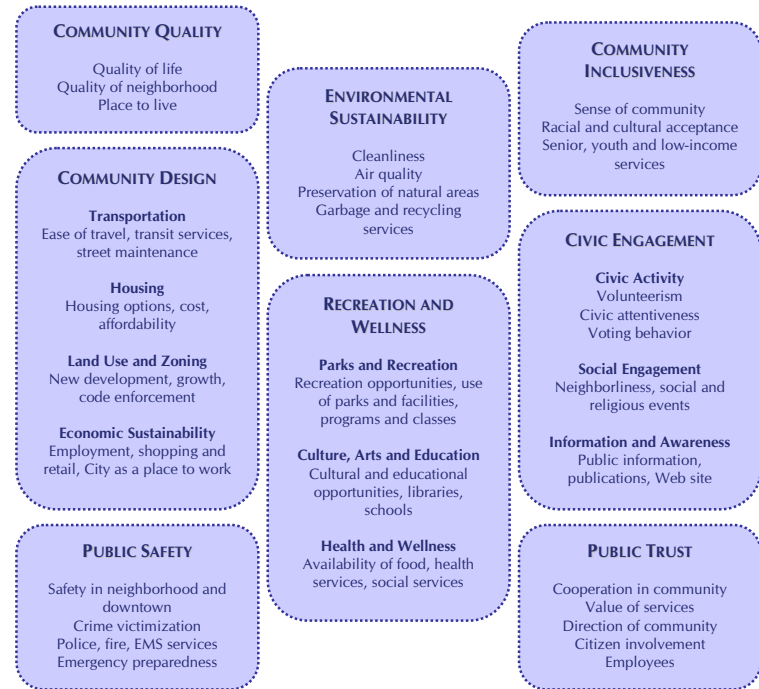 COMMUNITY QUALITY
Quality of life
Quality of neighborhood
Place to live
COMMUNITY DESIGN
Transportation
Ease of travel, transit services,
street maintenance
Housing
Housing options, cost,
affordability
Land Use and Zoning
New development, growth,
code enforcement
Economic Sustainability
Employment, shopping and
retail, City as a place to work
PUBLIC SAFETY
Safety in neighborhood and
downtown
Crime victimization
Police, fire, EMS services
Emergency preparedness
ENVIRONMENTAL
SUSTAINABILITY
Cleanliness
Air quality
Preservation of natural areas
Garbage and recycling
services
RECREATION AND
WELLNESS
Parks and Recreation
Recreation opportunities, use
of parks and facilities,
programs and classes
Culture, Arts and Education
Cultural and educational
opportunities, libraries,
schools
Health and Wellness
Availability of food, health
services, social services
COMMUNITY
INCLUSIVENESS
Sense of community
Racial and cultural acceptance
Senior, youth and low-income
services
CIVIC ENGAGEMENT
Civic Activity
Volunteerism
Civic attentiveness
Voting behavior
Social Engagement
Neighborliness, social and
religious events
Information and Awareness
Public information,
publications, Web site
PUBLIC TRUST
Cooperation in community
Value of services
Direction of community
Citizen involvement
Employees